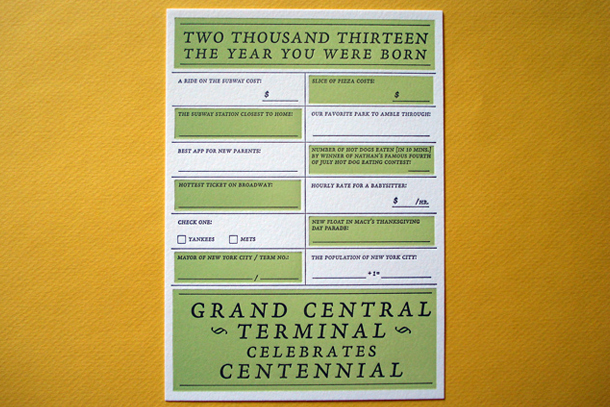 TWO THOUSAND THIRTEEN
THE YEAR YOU WERE BORN
A RIDE ON THE SUBWAY COST:
$
SLICE OF PIZZA COSTS:
$
THE SUBWAY STATION CLOSEST TO HOME:
OUR FAVORITE PARK TO AMBLE THROUGH:
BEST APP FOR NEW PARENTS:
NUMBER OF HOT DOGS EATEN [IN 10 MINS.]
BY WINNER OF NATHAN'S FAMOUS FOURTH
OF JULY HOT DOG EATING CONTEST:
HOTTEST TICKET ON BROADWAY:
HOURLY RATE FOR A BABYSITTER:
$ /HR.
CHECK ONE:
YANKEES METS
NEW FLOAT IN MACY'S THANKSGIVING
DAY PARADE:
MAYOR OF NEW YORK CITY / TERM NO.:
/
THE POPULATION OF NEW YORK CITY:
+1*
GRAND CENTRAL
TERMINAL
CELEBRATES
CENTENNIAL